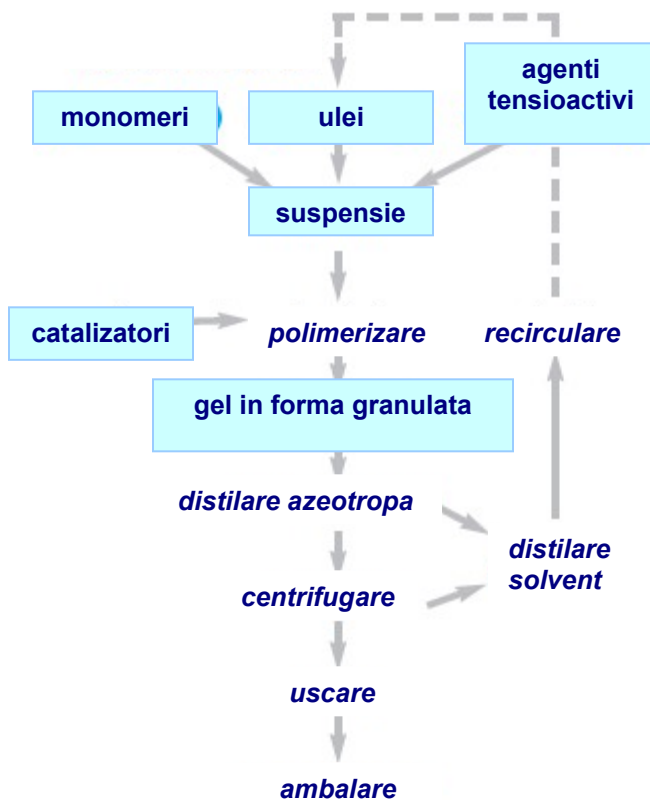 agenti
tensioactivi
monomeri
ulei
suspensie
catalizatori
polimerizare
recirculare
gel in forma granulata
distilare azeotropa
distilare
solvent
centrifugare
uscare
ambalare